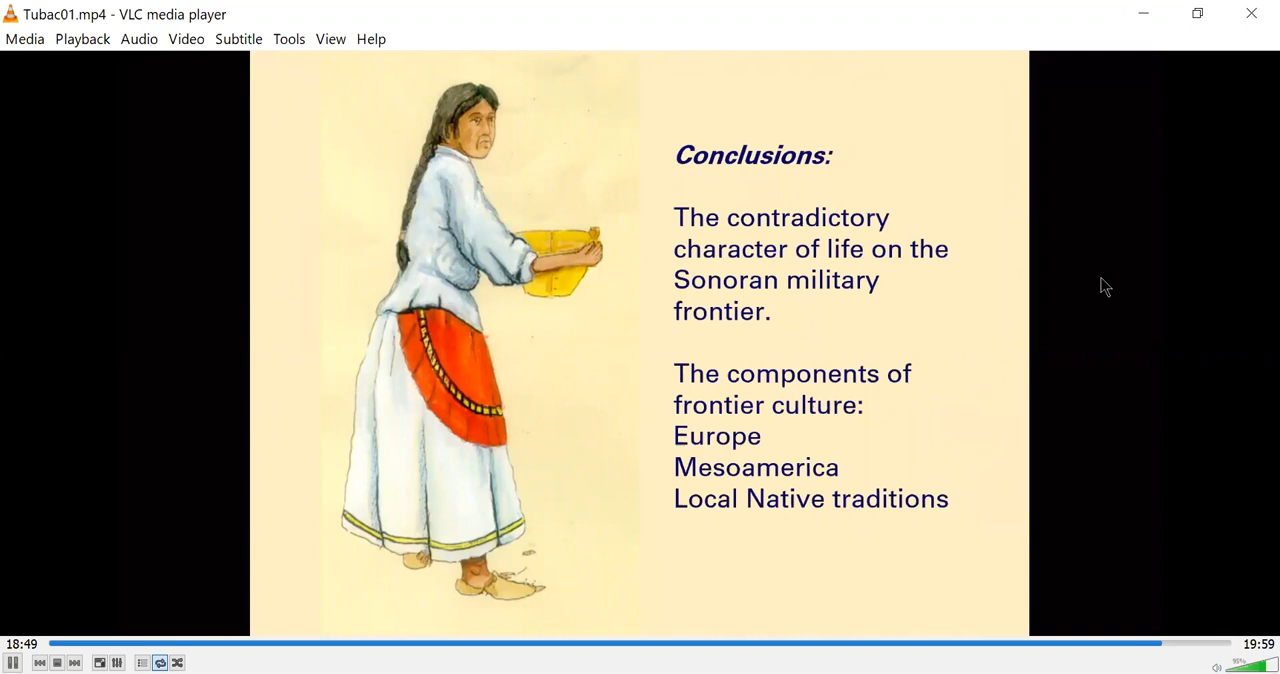 Tubac01.mp4 - VLC media player
Media Playback Audio Video Subtitle Tools View Help
Conclusions:
The contradictory
character of life on the
Sonoran military
frontier.
The components of
frontier culture:
Europe
Mesoamerica
Local Native traditions
18:49
19:59
95%